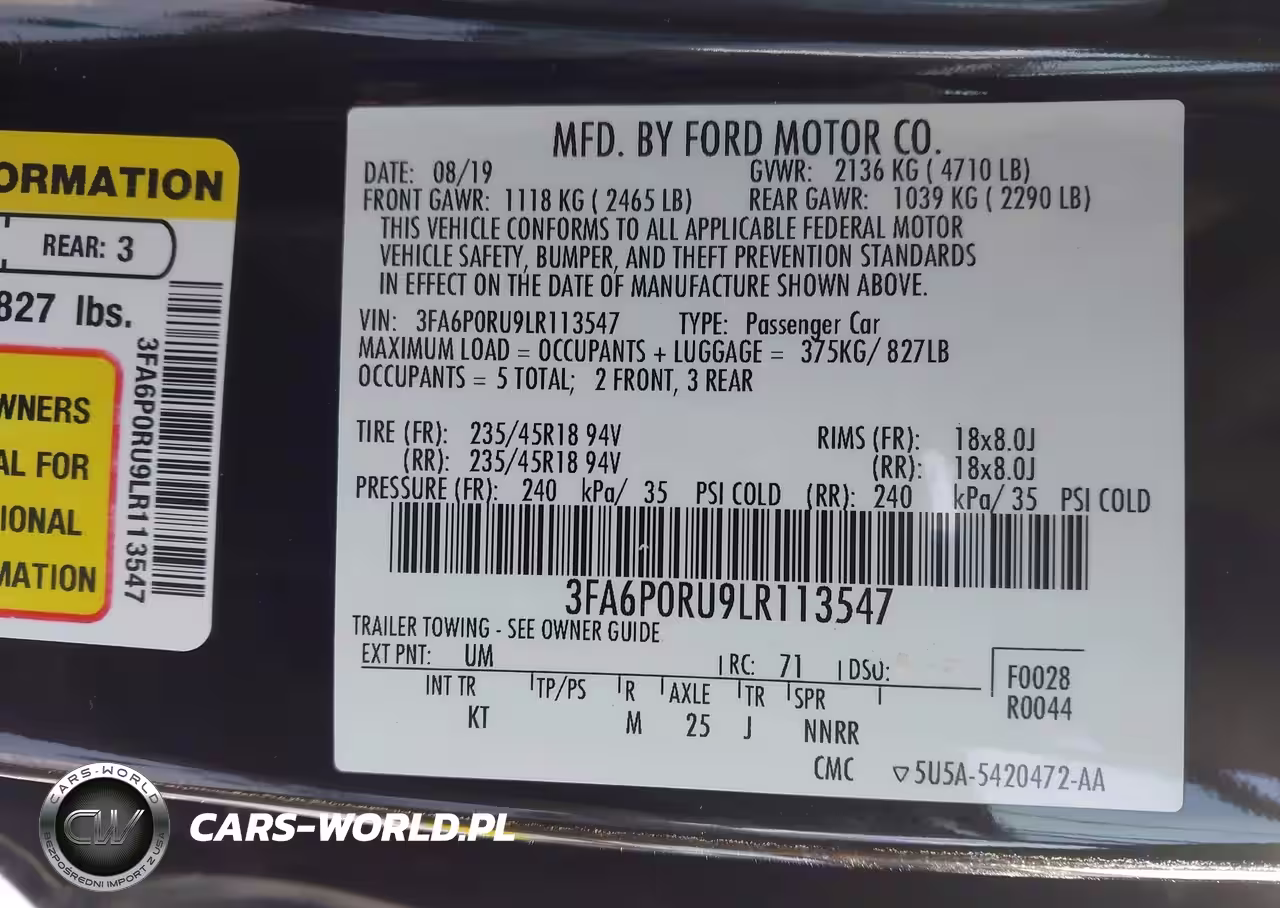 ORMATION
REAR: 3
827 lbs.
3FA6P0RU9LR113547
WNERS
AL FOR
IONAL
MATION
MFD. BY FORD MOTOR CO.
DATE: 08/19 GVWR: 2136 KG ( 4710 LB)
FRONT GAWR: 1118 KG ( 2465 LB) REAR GAWR: 1039 KG ( 2290 LB)
THIS VEHICLE CONFORMS TO ALL APPLICABLE FEDERAL MOTOR
VEHICLE SAFETY, BUMPER, AND THEFT PREVENTION STANDARDS
IN EFFECT ON THE DATE OF MANUFACTURE SHOWN ABOVE.
VIN: 3FA6P0RU9LR113547 TYPE: Passenger Car
MAXIMUM LOAD = OCCUPANTS + LUGGAGE = 375KG/ 827LB
OCCUPANTS = 5 TOTAL; 2 FRONT, 3 REAR
TIRE (FR): 235/45R18 94V RIMS (FR): 18x8.0J
(RR): 235/45R18 94V (RR): 18x8.0J
PRESSURE (FR): 240 kPa/ 35 PSI COLD (RR): 240 kPa/ 35 PSI COLD
3FA6P0RU9LR113547
TRAILER TOWING - SEE OWNER GUIDE
EXT PNT: UM RC: 71 DSO:
INT TR TP/PS R AXLE TR SPR
KT M 25 J NNRR
F0028
R0044
CMC ▽5U5A-5420472-AA
CARS-WORLD
CW
BEZPOŚREDNI IMPORT Z USA
CARS-WORLD.PL